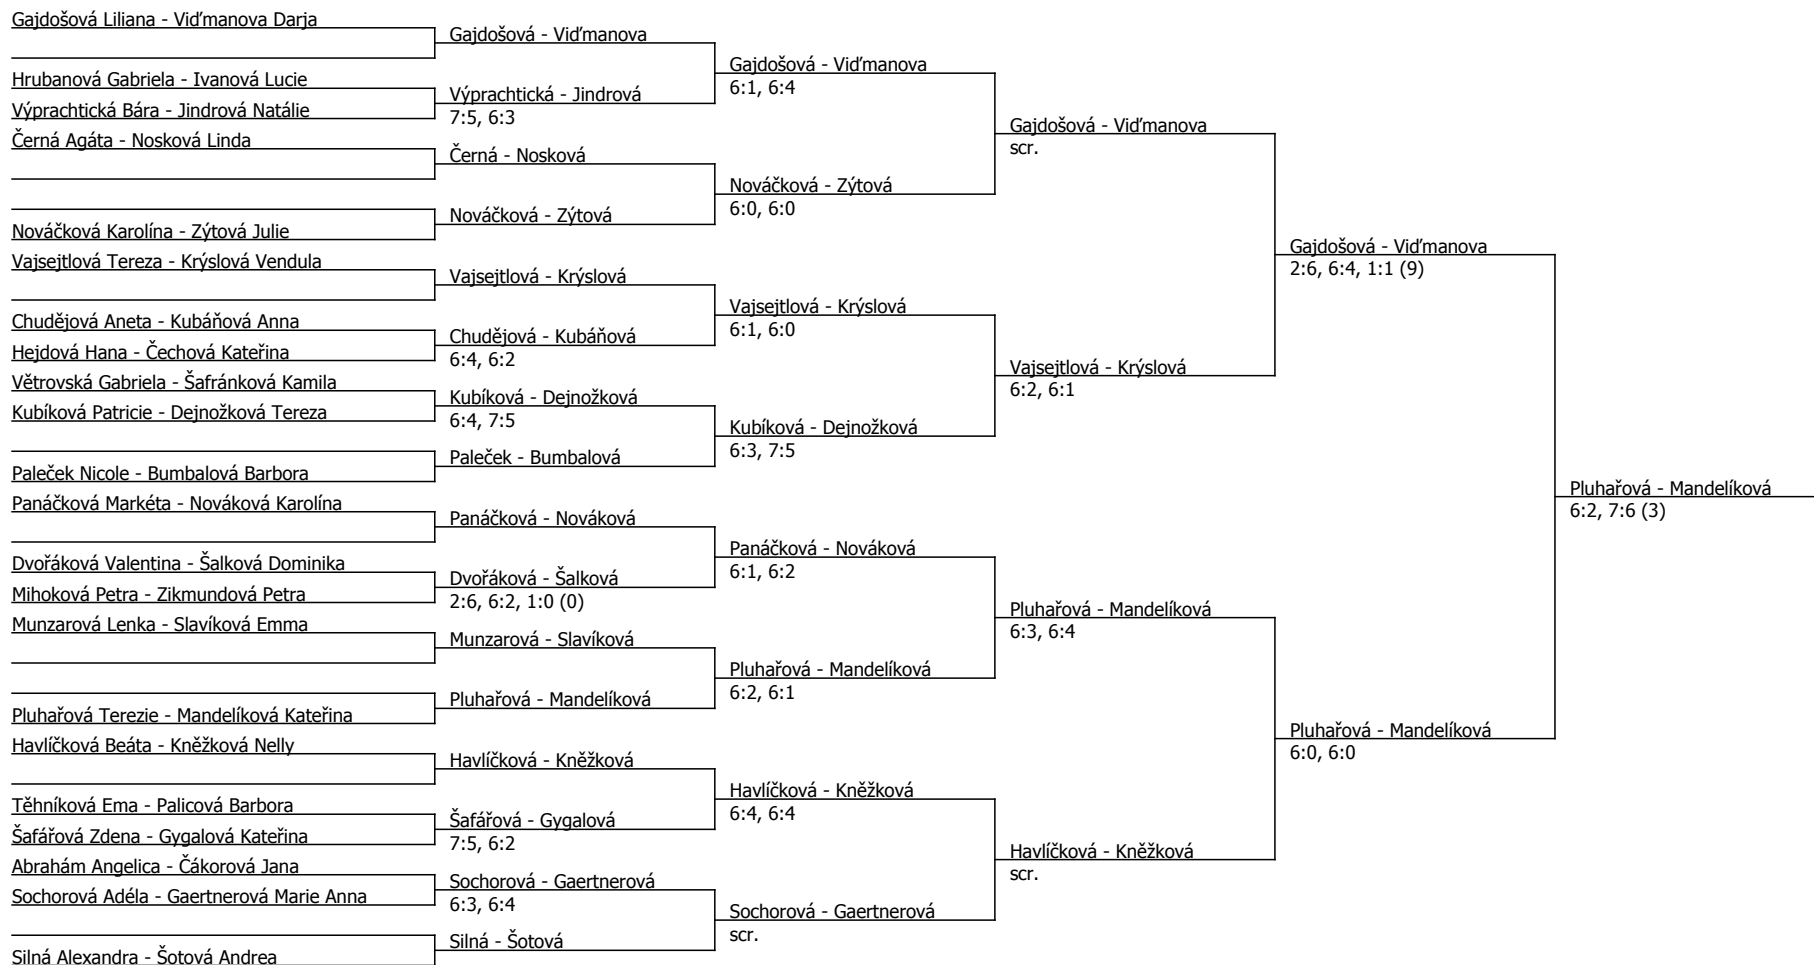 Gajdošová Liliana - Viďmanova Darja
Hrubanová Gabriela - Ivanová Lucie
Výprachtická Bára - Jindrová Natálie
Černá Agáta - Nosková Linda
Nováčková Karolína - Zýtová Julie
Vajsejtlová Tereza - Krýslová Vendula
Chudějová Aneta - Kubáňová Anna
Hejdová Hana - Čechová Kateřina
Větrovská Gabriela - Šafránková Kamila
Kubíková Patricie - Dejnožková Tereza
Paleček Nicole - Bumbalová Barbora
Panáčková Markéta - Nováková Karolína
Dvořáková Valentina - Šalková Dominika
Mihoková Petra - Zikmundová Petra
Munzarová Lenka - Slavíková Emma
Pluhařová Terezie - Mandelíková Kateřina
Havlíčková Beáta - Kněžková Nelly
Těhníková Ema - Palicová Barbora
Šafářová Zdena - Gygalová Kateřina
Abrahám Angelica - Čákorová Jana
Sochorová Adéla - Gaertnerová Marie Anna
Silná Alexandra - Šotová Andrea
Gajdošová - Viďmanova
Výprachtická - Jindrová
7:5, 6:3
Černá - Nosková
Nováčková - Zýtová
Vajsejtlová - Krýslová
Chudějová - Kubáňová
6:4, 6:2
Kubíková - Dejnožková
6:4, 7:5
Paleček - Bumbalová
Panáčková - Nováková
Dvořáková - Šalková
2:6, 6:2, 1:0 (0)
Munzarová - Slavíková
Pluhařová - Mandelíková
Havlíčková - Kněžková
Šafářová - Gygalová
7:5, 6:2
Sochorová - Gaertnerová
6:3, 6:4
Silná - Šotová
Gajdošová - Viďmanova
6:1, 6:4
Nováčková - Zýtová
6:0, 6:0
Vajsejtlová - Krýslová
6:1, 6:0
Kubíková - Dejnožková
6:3, 7:5
Panáčková - Nováková
6:1, 6:2
Pluhařová - Mandelíková
6:2, 6:1
Havlíčková - Kněžková
6:4, 6:4
Sochorová - Gaertnerová
scr.
Gajdošová - Viďmanova
scr.
Vajsejtlová - Krýslová
6:2, 6:1
Pluhařová - Mandelíková
6:3, 6:4
Havlíčková - Kněžková
scr.
Gajdošová - Viďmanova
2:6, 6:4, 1:1 (9)
Pluhařová - Mandelíková
6:0, 6:0
Pluhařová - Mandelíková
6:2, 7:6 (3)